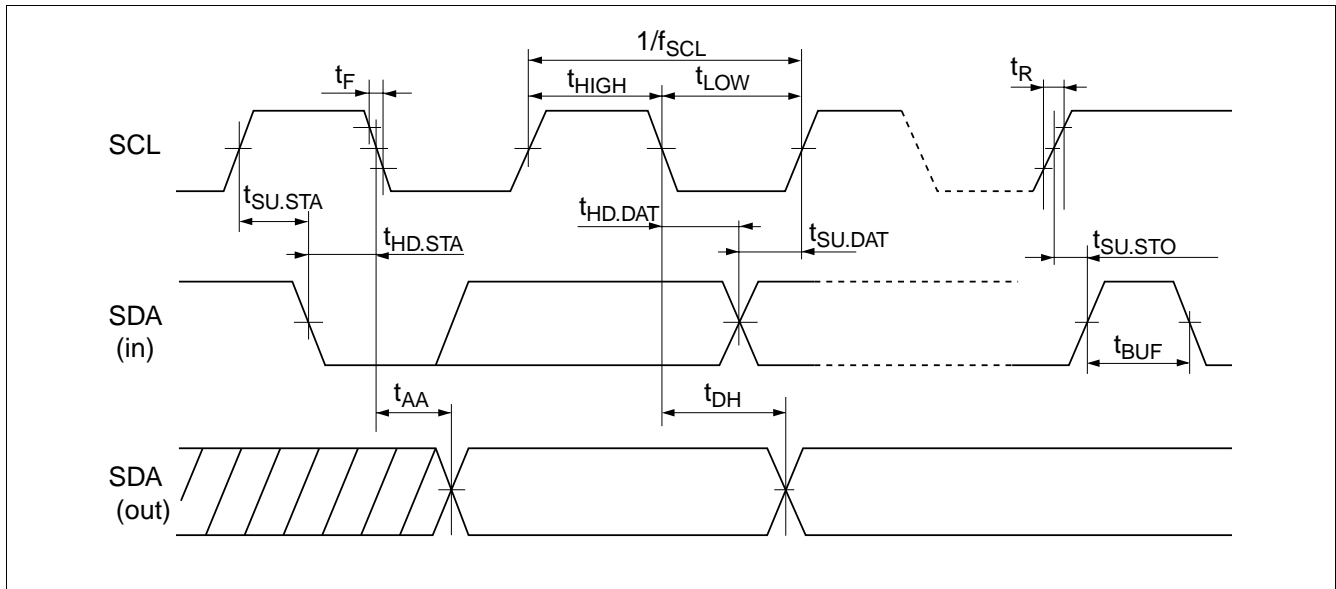 1/fSCL
tF
tHIGH
tLOW
tR
SCL
tSU.STA
tHD.STA
tHD.DAT
tSU.DAT
tSU.STO
SDA
(in)
tBUF
tAA
tDH
SDA
(out)